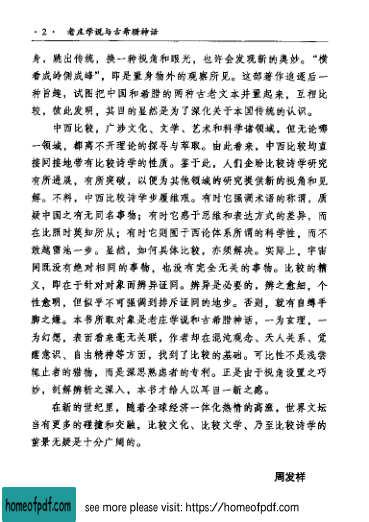 · 2 · 老庄学说与古希腊神话
身，跳出传统，换一种视角和眼光，也许会发现新的奥妙。“横
看成岭侧成峰”，即是置身物外的观察所见。这部著作追逐后一
种旨趣，试图把中国和希腊的两种古老文本并置起来，互相比
较，彼此发明，其目的显然是为了深化关于本国传统的认识。
中西比较，广涉文化、文学、艺术和科学诸领域，但无论哪
一领域，都离不开理论的探寻与萃取。由此看来，中西比较均直
接间接地带有比较诗学的性质。鉴于此，人们企盼比较诗学研究
有所进展，有所突破，以便为其他领域的研究提供新的视角和见
解。不料，中西比较诗学步履维艰。有时它强调术语的称谓，质
疑中国之有无同名事物；有时它惑于思维和表达方式的差异，而
在比照时莫知所从；有时它则囿于西论体系所谓的科学性，而不
敢越雷池一步。显然，如何具体比较，亦须解决。实际上，宇宙
间既没有绝对相同的事物，也没有完全无关的事物。比较的精
义，即在于针对对象而辨异证同。辨异是必要的，辨之愈细，个
性愈明，但似乎不可强调到排斥证同的地步。否则，就有自缚手
脚之嫌。本书所取对象是老庄学说和古希腊神话，一为玄理，一
为幻想，表面看来毫无关联，作者却在混沌观念、天人关系、觉
醒意识、自由精神等方面，找到了比较的基础。可比性不是浅尝
辄止者的猎物，而是深思熟虑者的专利。正是由于视角设置之巧
妙，剖解辨析之深入，本书才给人以耳目一新之感。
在新的世纪里，随着全球经济一体化热情的高涨，世界文坛
当有更多的碰撞和交融，比较文化、比较文学、乃至比较诗学的
前景无疑是十分广阔的。
周发祥
homeofpdf.com
see more please visit: https://homeofpdf.com